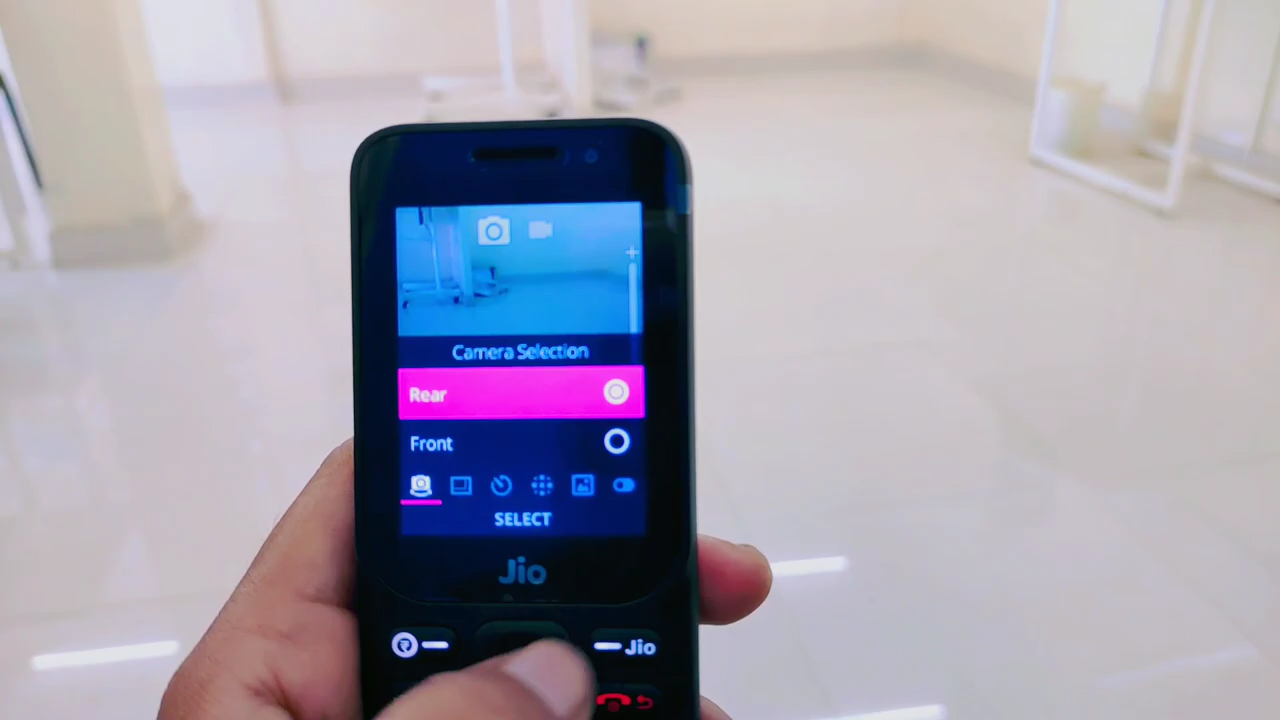 Camera Selection
Rear
Front
SELECT
Jio
₹ Jio